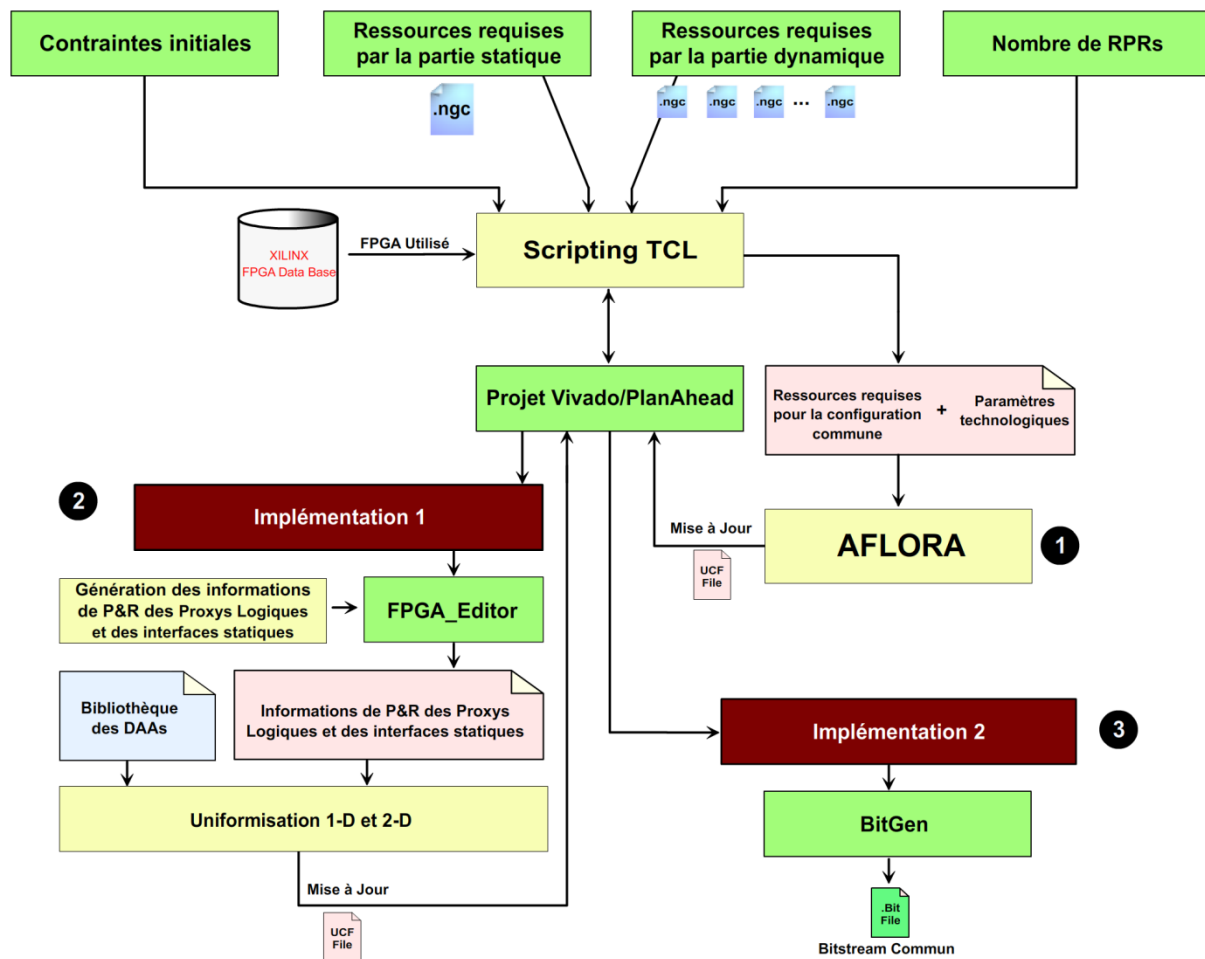 Contraintes initiales
Ressources requises
par la partie statique
Ressources requises
par la partie dynamique
Nombre de RPRs
.ngc
.ngc
.ngc
.ngc
...
.ngc
XILINX
FPGA Data Base
FPGA Utilisé
Scripting TCL
Projet Vivado/PlanAhead
Ressources requises
pour la configuration
commune
+
Paramètres
technologiques
2
Implémentation 1
Mise à Jour
UCF
File
AFLORA
1
Génération des informations
de P&R des Proxys Logiques
et des interfaces statiques
FPGA_Editor
Bibliothèque
des DAAs
Informations de P&R des Proxys
Logiques et des interfaces statiques
Implémentation 2
3
Uniformisation 1-D et 2-D
BitGen
Mise à Jour
UCF
File
.Bit
File
Bitstream Commun